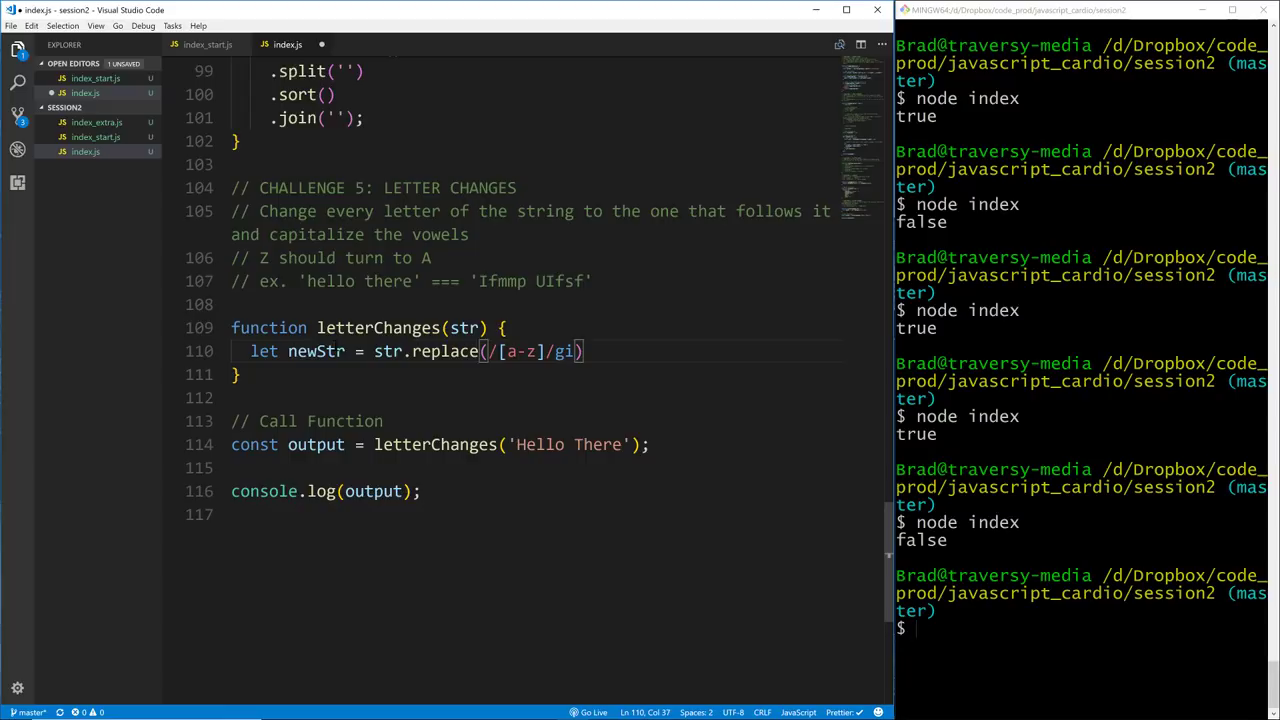 index.js - session2 - Visual Studio Code
File Edit Selection View Go Debug Tasks Help
EXPLORER
OPEN EDITORS 1 UNSAVED
JS index_start.js U
JS index.js U
SESSION2
JS index_extra.js U
JS index_start.js U
JS index.js U
1
3
JS index_start.js JS index.js
99 .split('')
100 .sort()
101 .join('');
102 }
103
104 // CHALLENGE 5: LETTER CHANGES
105 // Change every letter of the string to the one that follows it
and capitalize the vowels
106 // Z should turn to A
107 // ex. 'hello there' === 'Ifmmp UIfsf'
108
109 function letterChanges(str) {
110 let newStr = str.replace(/[a-z]/gi)
111 }
112
113 // Call Function
114 const output = letterChanges('Hello There');
115
116 console.log(output);
117
master* 0 0 Go Live Ln 110, Col 37 Spaces: 2 UTF-8 CRLF JavaScript Prettier: ✓
MINGW64:/d/Dropbox/code_prod/javascript_cardio/session2
Brad@traversy-media /d/Dropbox/code_
prod/javascript_cardio/session2 (mas
ter)
$ node index
true
Brad@traversy-media /d/Dropbox/code_
prod/javascript_cardio/session2 (mas
ter)
$ node index
false
Brad@traversy-media /d/Dropbox/code_
prod/javascript_cardio/session2 (mas
ter)
$ node index
true
Brad@traversy-media /d/Dropbox/code_
prod/javascript_cardio/session2 (mas
ter)
$ node index
true
Brad@traversy-media /d/Dropbox/code_
prod/javascript_cardio/session2 (mas
ter)
$ node index
false
Brad@traversy-media /d/Dropbox/code_
prod/javascript_cardio/session2 (mas
ter)
$